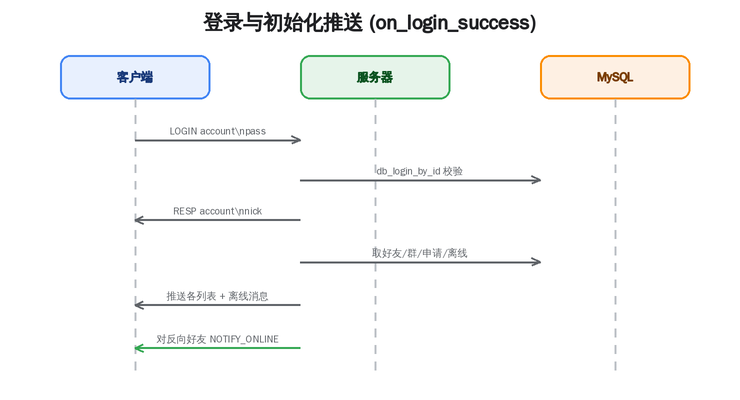 登录与初始化推送 (on_login_success)
客户端
服务器
MySQL
LOGIN account\npass
db_login_by_id 校验
RESP account\nnick
取好友/群/申请/离线
推送各列表 + 离线消息
对反向好友 NOTIFY_ONLINE